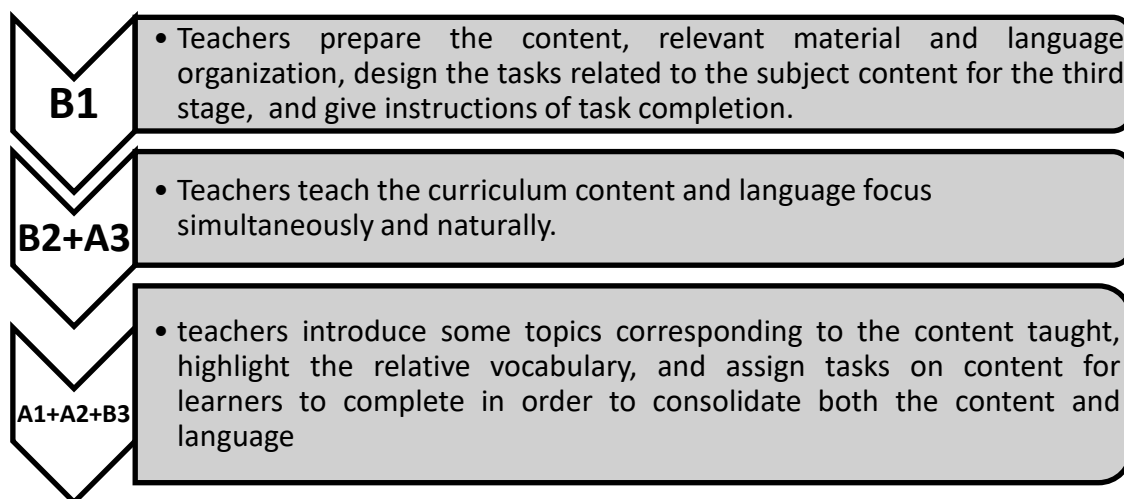 B1
• Teachers prepare the content, relevant material and language
organization, design the tasks related to the subject content for the third
stage, and give instructions of task completion.
B2+A3
• Teachers teach the curriculum content and language focus
simultaneously and naturally.
A1+A2+B3
• teachers introduce some topics corresponding to the content taught,
highlight the relative vocabulary, and assign tasks on content for
learners to complete in order to consolidate both the content and
language